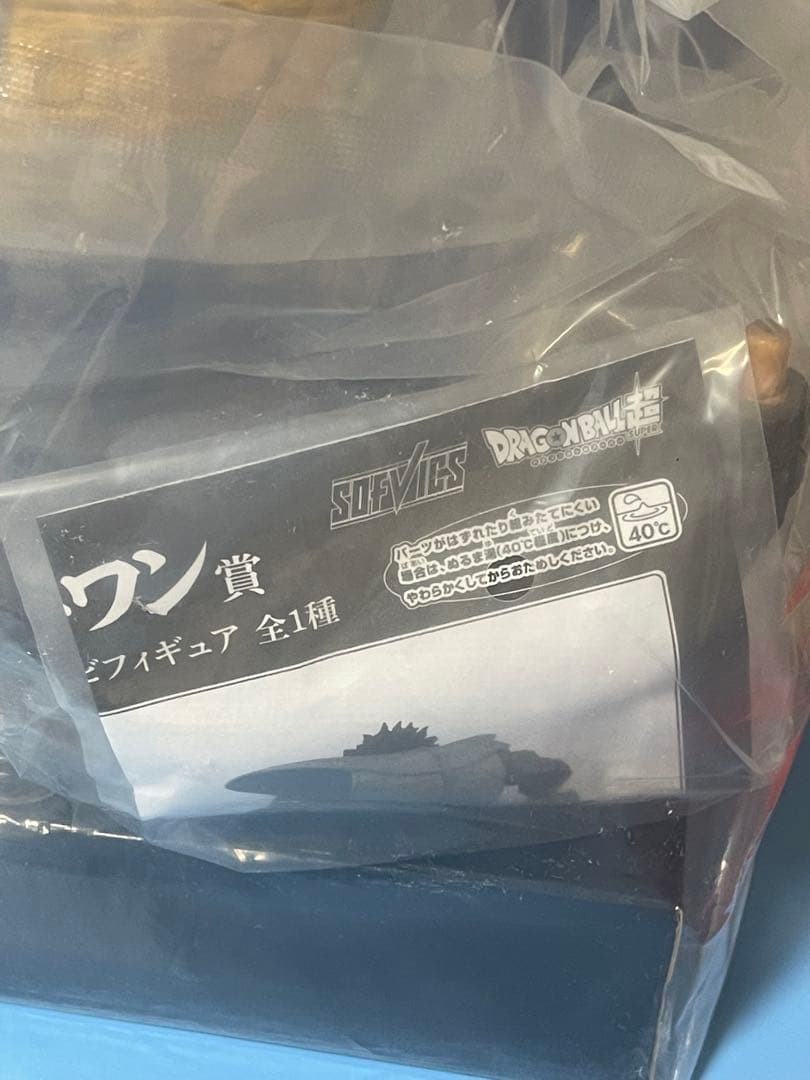 SOFVICS
DRAGONBALL超
SUPER
パーツがはずれたり組みたてにくい
場合は、ぬるま湯(40℃程度)につけ、
やわらかくしてからおためしください。
40℃
ワン賞
フィギュア 全1種